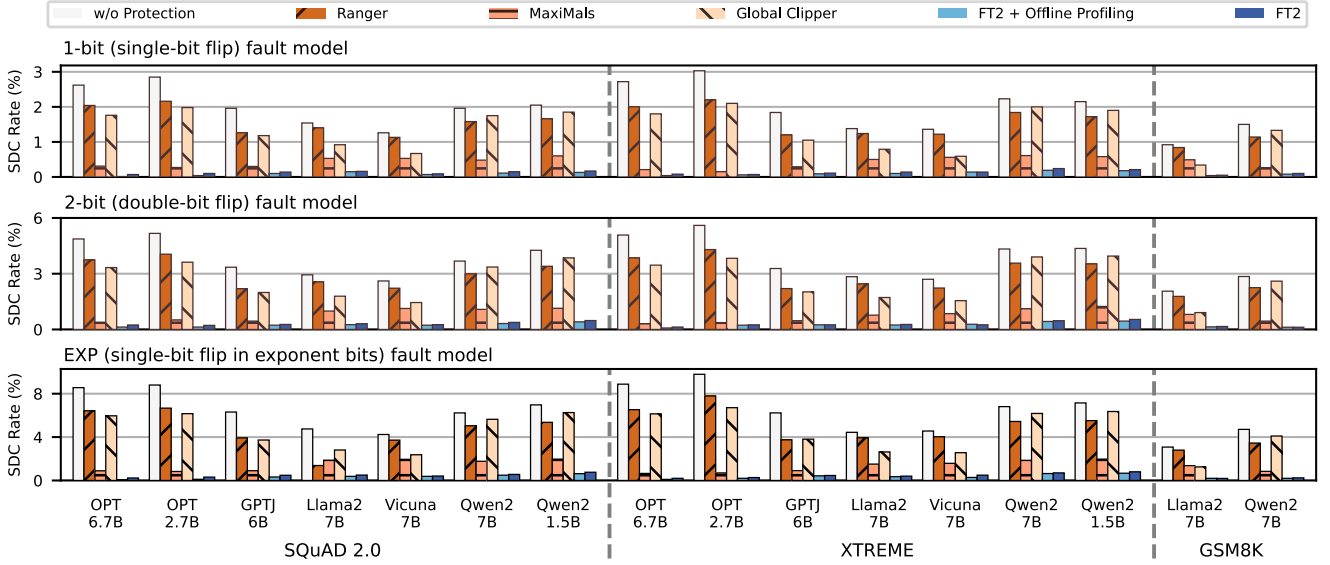 w/o Protection Ranger MaxiMals Global Clipper FT2 + Offline Profiling FT2
1-bit (single-bit flip) fault model
SDC Rate (%)
3
2
1
0
2-bit (double-bit flip) fault model
SDC Rate (%)
6
3
0
EXP (single-bit flip in exponent bits) fault model
SDC Rate (%)
8
4
0
OPT OPT GPTJ Llama2 Vicuna Qwen2 Qwen2 OPT OPT GPTJ Llama2 Vicuna Qwen2 Qwen2 Llama2 Qwen2
6.7B 2.7B 6B 7B 7B 7B 1.5B 6.7B 2.7B 6B 7B 7B 7B 1.5B 7B 7B
SQuAD 2.0 XTREME GSM8K